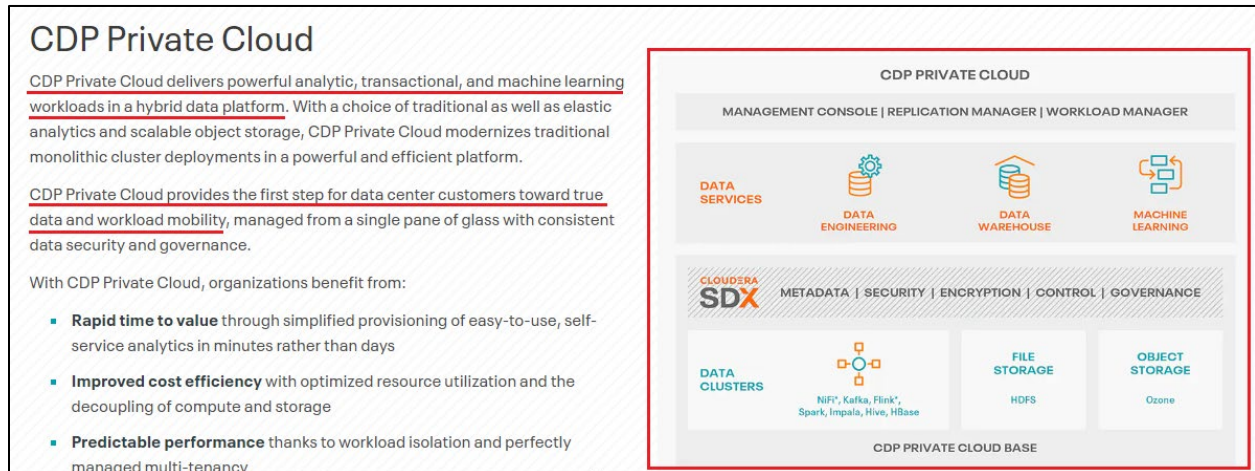 CDP Private Cloud
CDP Private Cloud delivers powerful analytic, transactional, and machine learning
workloads in a hybrid data platform. With a choice of traditional as well as elastic
analytics and scalable object storage, CDP Private Cloud modernizes traditional
monolithic cluster deployments in a powerful and efficient platform.
CDP Private Cloud provides the first step for data center customers toward true
data and workload mobility, managed from a single pane of glass with consistent
data security and governance.
With CDP Private Cloud, organizations benefit from:
Rapid time to value through simplified provisioning of easy-to-use, self-
service analytics in minutes rather than days
Improved cost efficiency with optimized resource utilization and the
decoupling of compute and storage
Predictable performance thanks to workload isolation and perfectly
managed multi-tenancy
CDP PRIVATE CLOUD
MANAGEMENT CONSOLE | REPLICATION MANAGER | WORKLOAD MANAGER
DATA
SERVICES
DATA
ENGINEERING
DATA
WAREHOUSE
MACHINE
LEARNING
CLOUDERA
SDX
METADATA | SECURITY | ENCRYPTION | CONTROL | GOVERNANCE
DATA
CLUSTERS
NiFi*, Kafka, Flink*,
Spark, Impala, Hive, HBase
FILE
STORAGE
HDFS
OBJECT
STORAGE
Ozone
CDP PRIVATE CLOUD BASE